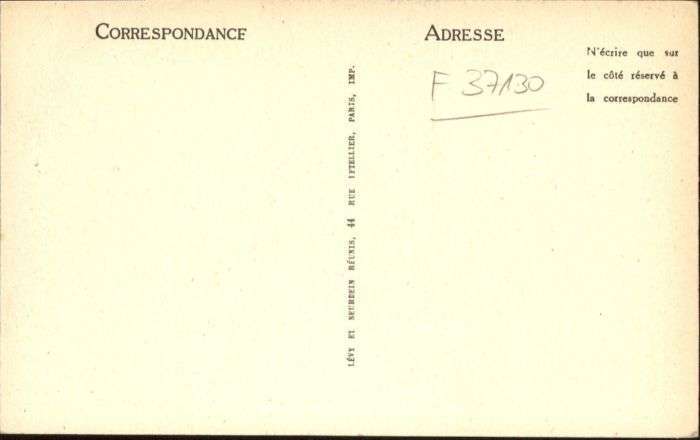 CORRESPONDANCE
ADRESSE
N'écrire que sur
le côté réservé à
la correspondance
F 37130
LÉVY ET NEURDEIN RÉUNIS, 44 RUE LETELLIER, PARIS, IMP.